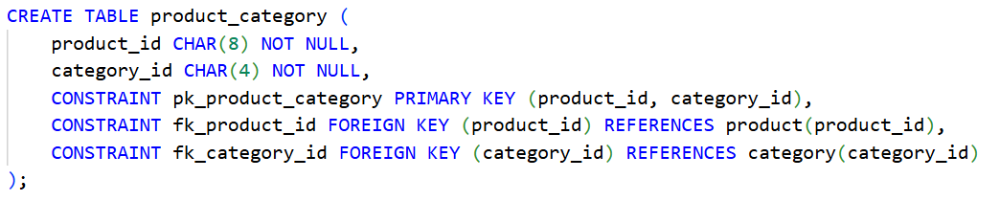 CREATE TABLE product_category (
    product_id CHAR(8) NOT NULL,
    category_id CHAR(4) NOT NULL,
    CONSTRAINT pk_product_category PRIMARY KEY (product_id, category_id),
    CONSTRAINT fk_product_id FOREIGN KEY (product_id) REFERENCES product(product_id),
    CONSTRAINT fk_category_id FOREIGN KEY (category_id) REFERENCES category(category_id)
);